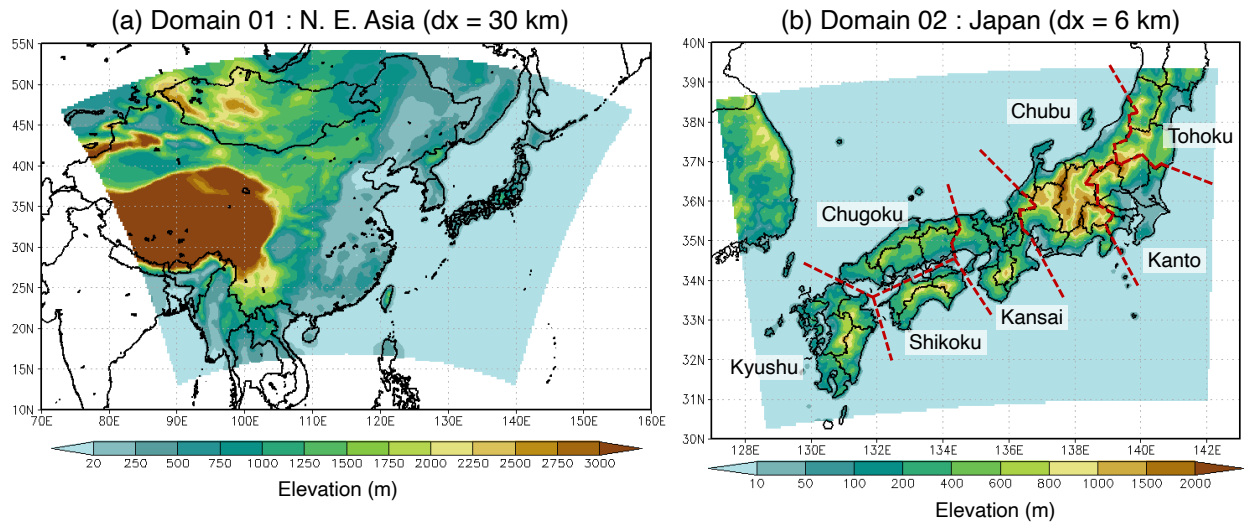 (a) Domain 01 : N. E. Asia (dx = 30 km)
55N
50N
45N
40N
35N
30N
25N
20N
15N
10N
70E 80E 90E 100E 110E 120E 130E 140E 150E 160E
20 250 500 750 1000 1250 1500 1750 2000 2250 2500 2750 3000
Elevation (m)
(b) Domain 02 : Japan (dx = 6 km)
40N
39N
38N
37N
36N
35N
34N
33N
32N
31N
30N
Chubu
Tohoku
Chugoku
Kanto
Kansai
Shikoku
Kyushu
128E 130E 132E 134E 136E 138E 140E 142E
10 50 100 200 400 600 800 1000 1500 2000
Elevation (m)